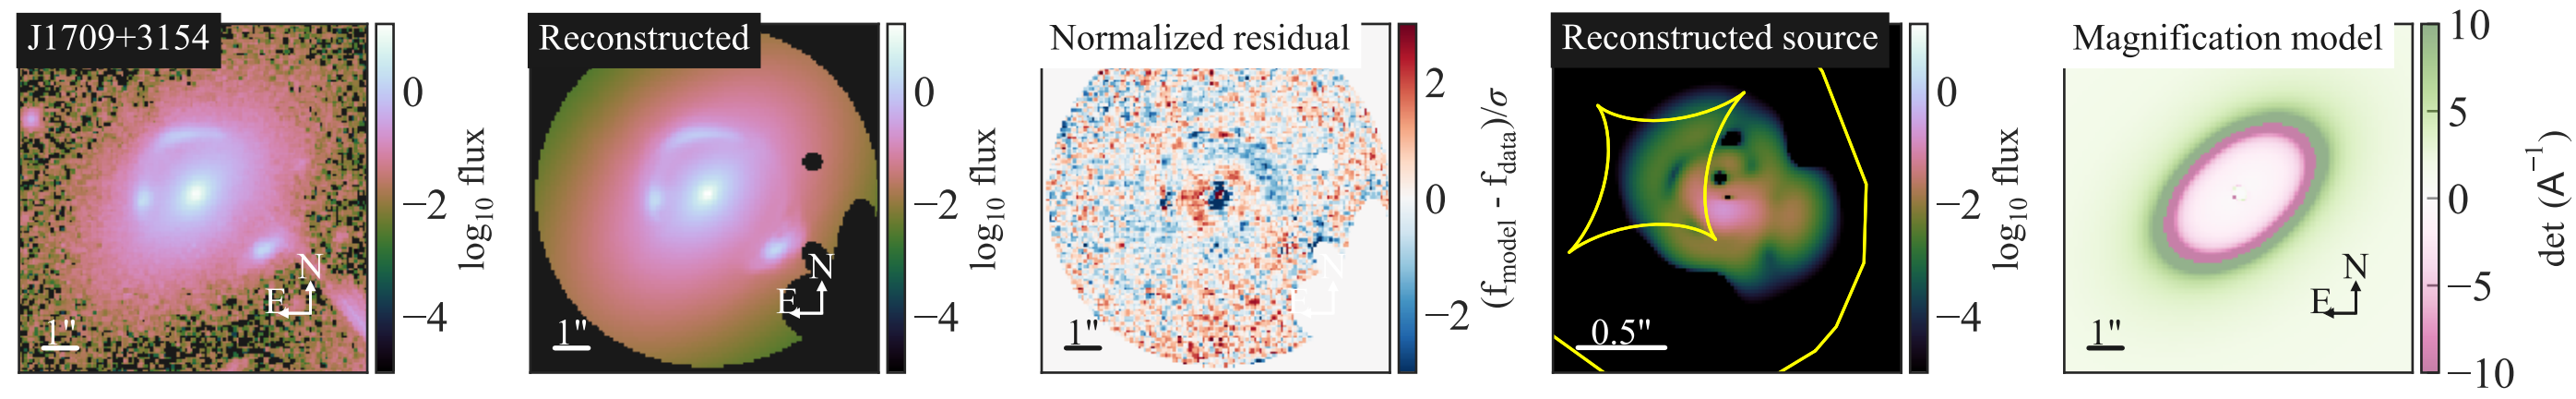 J1709+3154
N
E
1"
0
−2
−4
log10 flux
Reconstructed
N
E
1"
0
−2
−4
log10 flux
Normalized residual
N
E
1"
2
0
−2
(fmodel - fdata)/σ
Reconstructed source
0.5"
0
−2
−4
log10 flux
Magnification model
N
E
1"
10
5
0
−5
−10
det (A−1)